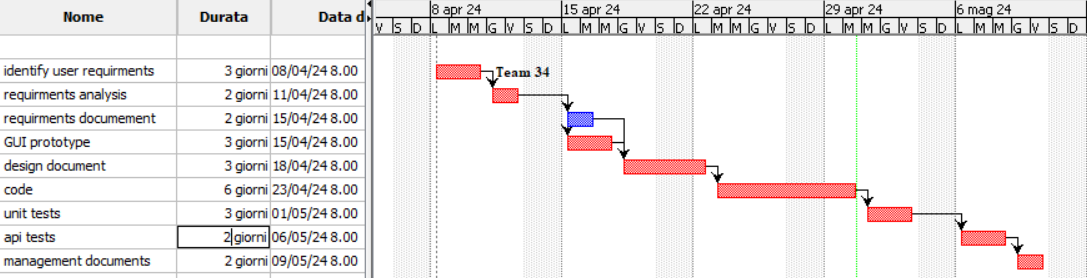 Nome Durata Data d
8 apr 24 15 apr 24 22 apr 24 29 apr 24 6 mag 24
V S D L M M G V S D L M M G V S D L M M G V S D L M M G V S D L M M G V S D
identify user requirments 3 giorni 08/04/24 8.00
Team 34
requirments analysis 2 giorni 11/04/24 8.00
requirments documement 2 giorni 15/04/24 8.00
GUI prototype 3 giorni 15/04/24 8.00
design document 3 giorni 18/04/24 8.00
code 6 giorni 23/04/24 8.00
unit tests 3 giorni 01/05/24 8.00
api tests 2 giorni 06/05/24 8.00
management documents 2 giorni 09/05/24 8.00